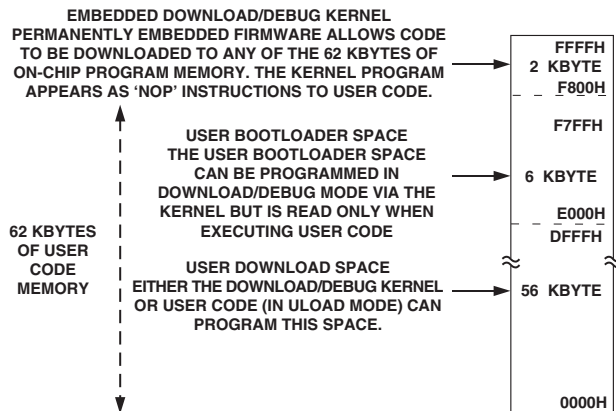 EMBEDDED DOWNLOAD/DEBUG KERNEL
PERMANENTLY EMBEDDED FIRMWARE ALLOWS CODE
TO BE DOWNLOADED TO ANY OF THE 62 KBYTES OF
ON-CHIP PROGRAM MEMORY. THE KERNEL PROGRAM
APPEARS AS ‘NOP’ INSTRUCTIONS TO USER CODE.
FFFFH
2 KBYTE
F800H
F7FFH
USER BOOTLOADER SPACE
THE USER BOOTLOADER SPACE
CAN BE PROGRAMMED IN
DOWNLOAD/DEBUG MODE VIA THE
KERNEL BUT IS READ ONLY WHEN
EXECUTING USER CODE
6 KBYTE
E000H
DFFFH
62 KBYTES
OF USER
CODE
MEMORY
USER DOWNLOAD SPACE
EITHER THE DOWNLOAD/DEBUG KERNEL
OR USER CODE (IN ULOAD MODE) CAN
PROGRAM THIS SPACE.
56 KBYTE
0000H